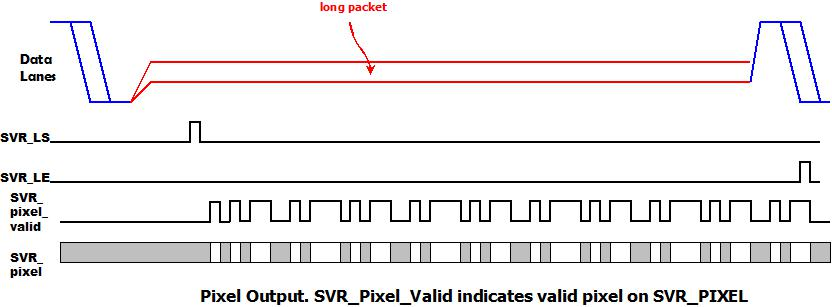 long packet
Data
Lanes
SVR_LS
SVR_LE
SVR_
pixel_
valid
SVR_
pixel
Pixel Output. SVR_Pixel_Valid indicates valid pixel on SVR_PIXEL